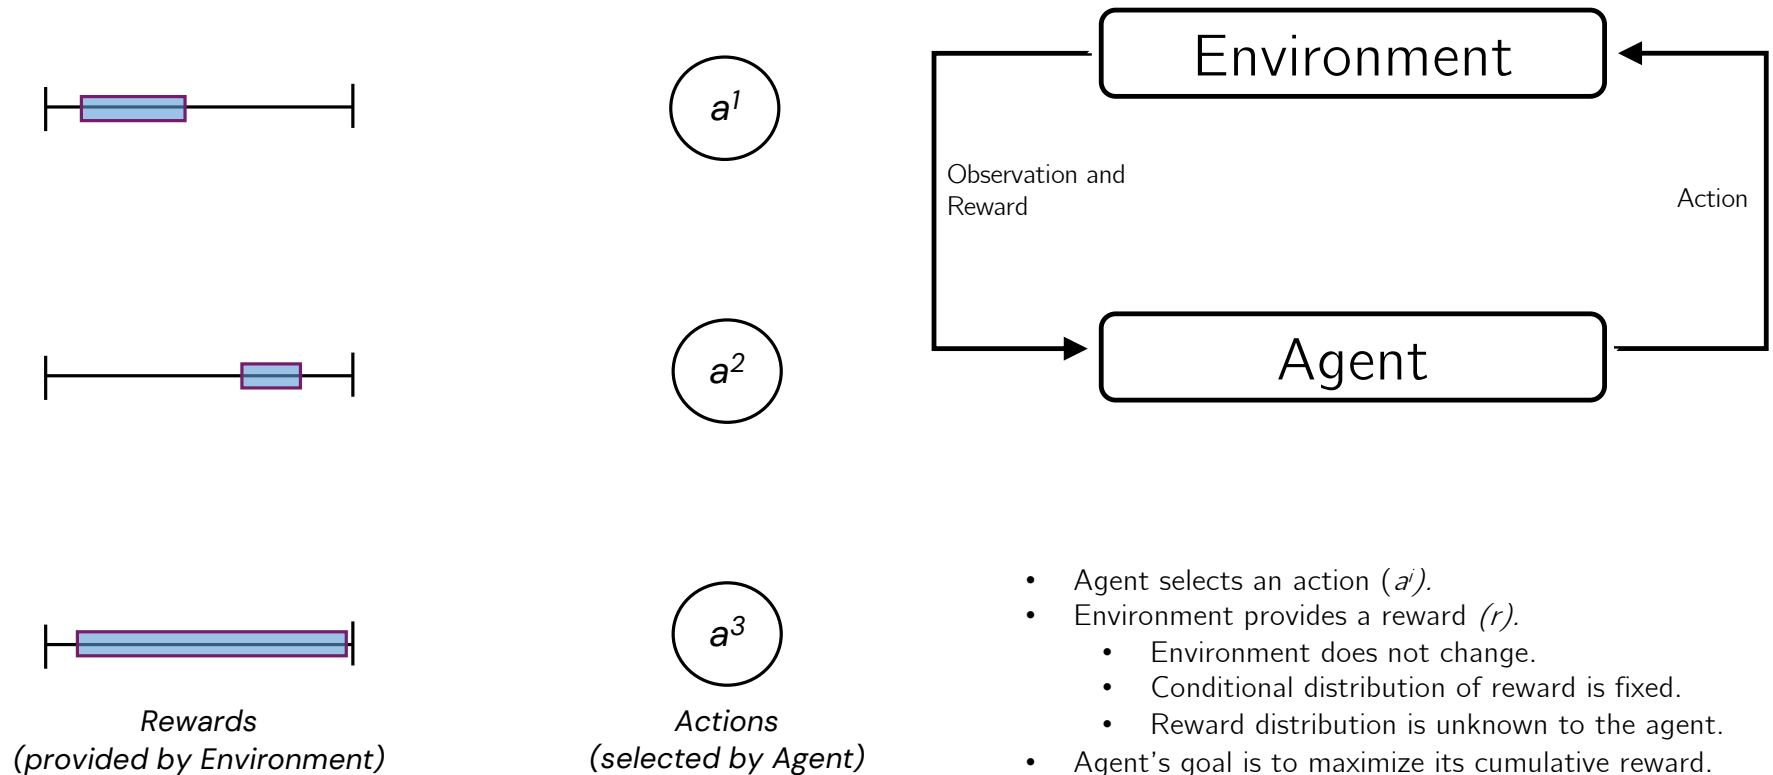 a¹
a²
a³
Rewards
(provided by Environment)
Actions
(selected by Agent)
Environment
Observation and
Reward
Action
Agent
• Agent selects an action (aⁱ).
• Environment provides a reward (r).
• Environment does not change.
• Conditional distribution of reward is fixed.
• Reward distribution is unknown to the agent.
• Agent's goal is to maximize its cumulative reward.